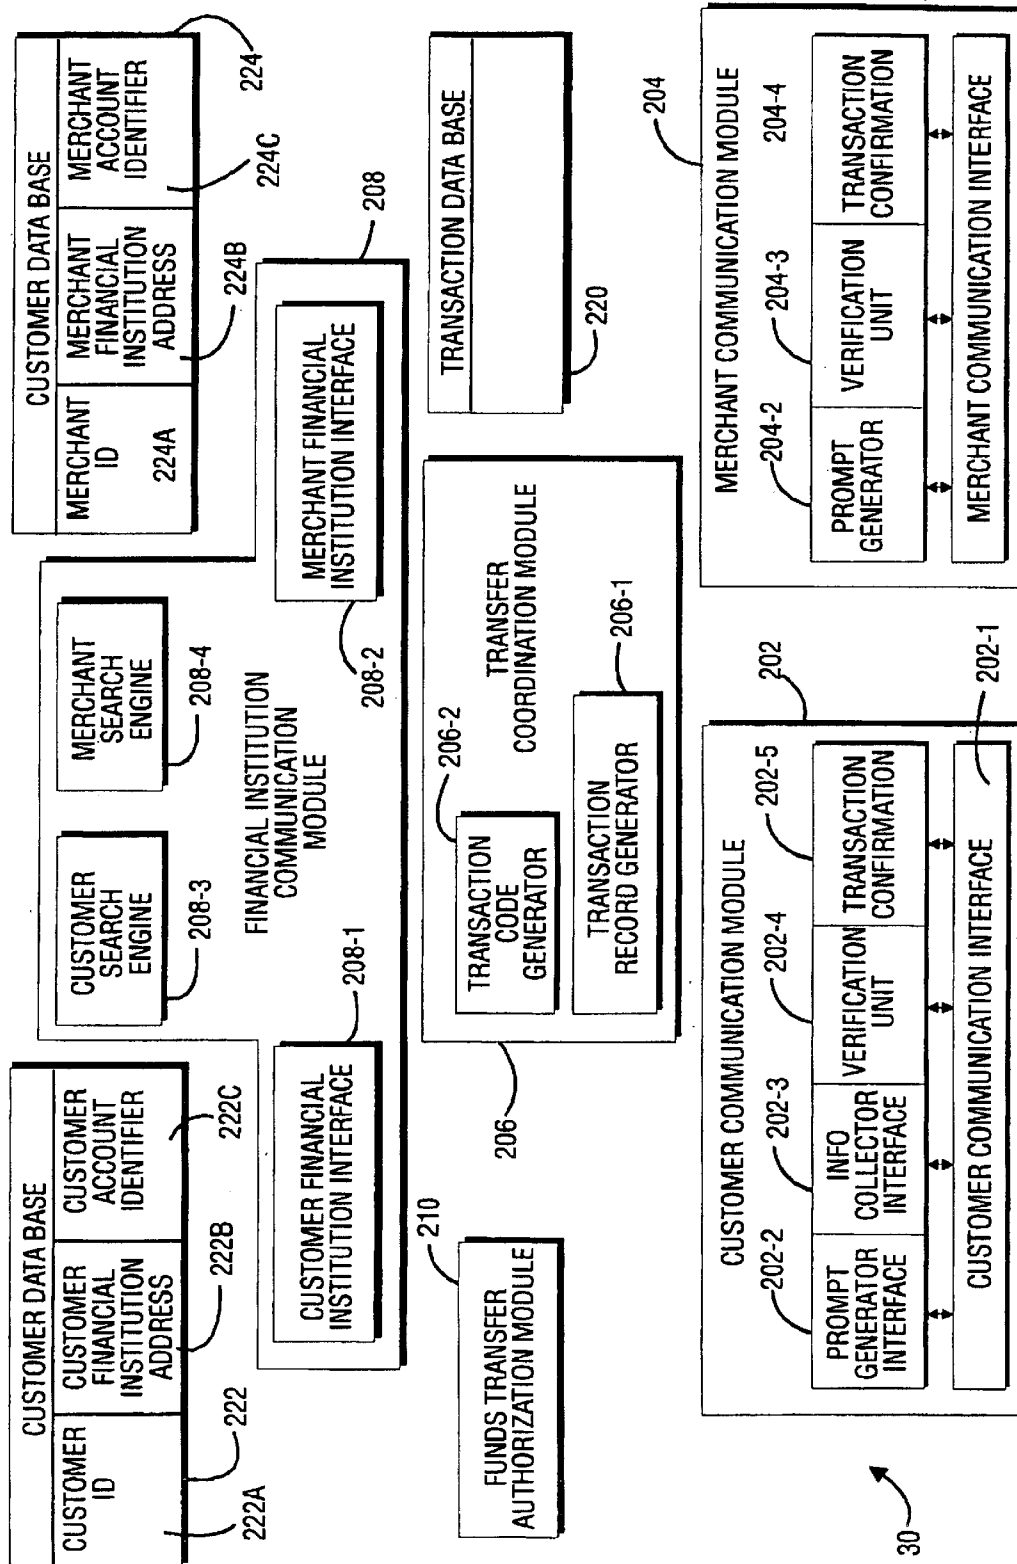 CUSTOMER DATA BASE
CUSTOMER
ID
CUSTOMER
FINANCIAL
INSTITUTION
ADDRESS
CUSTOMER
ACCOUNT
IDENTIFIER
222A
222
222B
222C
CUSTOMER
SEARCH
ENGINE
208-3
MERCHANT
SEARCH
ENGINE
208-4
CUSTOMER DATA BASE
MERCHANT
ID
224A
MERCHANT
FINANCIAL
INSTITUTION
ADDRESS
224B
MERCHANT
ACCOUNT
IDENTIFIER
224C
224
FINANCIAL INSTITUTION
COMMUNICATION
MODULE
CUSTOMER FINANCIAL
INSTITUTION INTERFACE
208-1
MERCHANT FINANCIAL
INSTITUTION INTERFACE
208-2
208
FUNDS TRANSFER
AUTHORIZATION MODULE
210
206
TRANSACTION
CODE
GENERATOR
206-2
TRANSFER
COORDINATION MODULE
TRANSACTION
RECORD GENERATOR
206-1
TRANSACTION DATA BASE
220
30
CUSTOMER COMMUNICATION MODULE
202
202-2
202-3
202-4
202-5
PROMPT
GENERATOR
INTERFACE
INFO
COLLECTOR
INTERFACE
VERIFICATION
UNIT
TRANSACTION
CONFIRMATION
CUSTOMER COMMUNICATION INTERFACE
202-1
MERCHANT COMMUNICATION MODULE
204
204-2
204-3
204-4
PROMPT
GENERATOR
VERIFICATION
UNIT
TRANSACTION
CONFIRMATION
MERCHANT COMMUNICATION INTERFACE